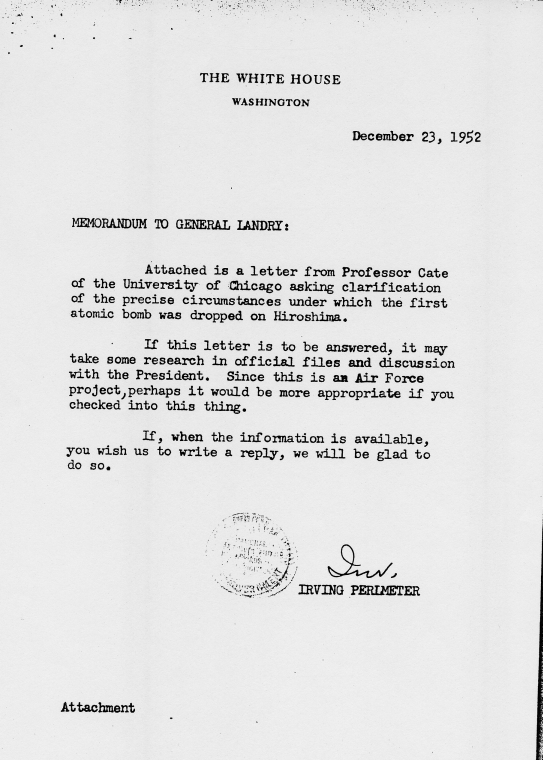 THE WHITE HOUSE
WASHINGTON
December 23, 1952
MEMORANDUM TO GENERAL LANDRY:
Attached is a letter from Professor Cate
of the University of Chicago asking clarification
of the precise circumstances under which the first
atomic bomb was dropped on Hiroshima.
If this letter is to be answered, it may
take some research in official files and discussion
with the President. Since this is an Air Force
project, perhaps it would be more appropriate if you
checked into this thing.
If, when the information is available,
you wish us to write a reply, we will be glad to
do so.
Irv.
IRVING PERLMETER
Attachment